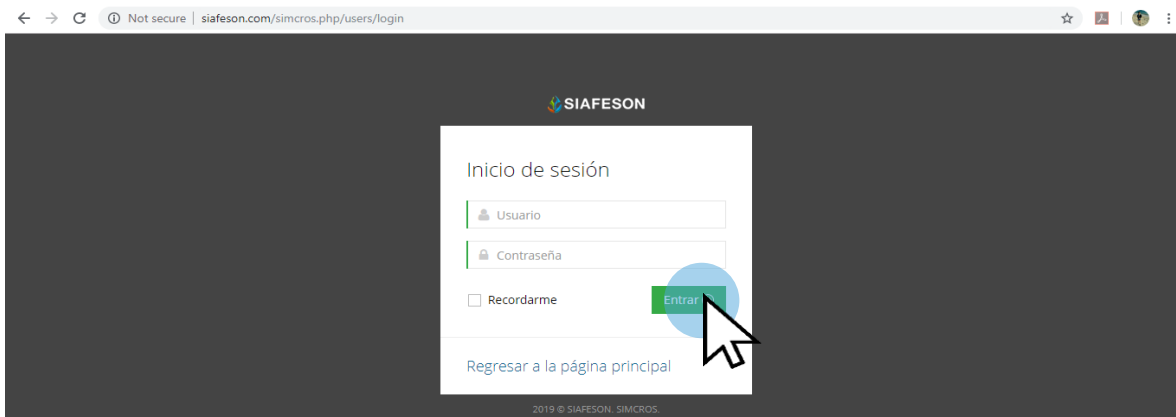 Not secure | siafeson.com/simcros.php/users/login
SIAFESON
Inicio de sesión
Usuario
Contraseña
Recordarme
Entrar
Regresar a la página principal
2019 © SIAFESON. SIMCROS.